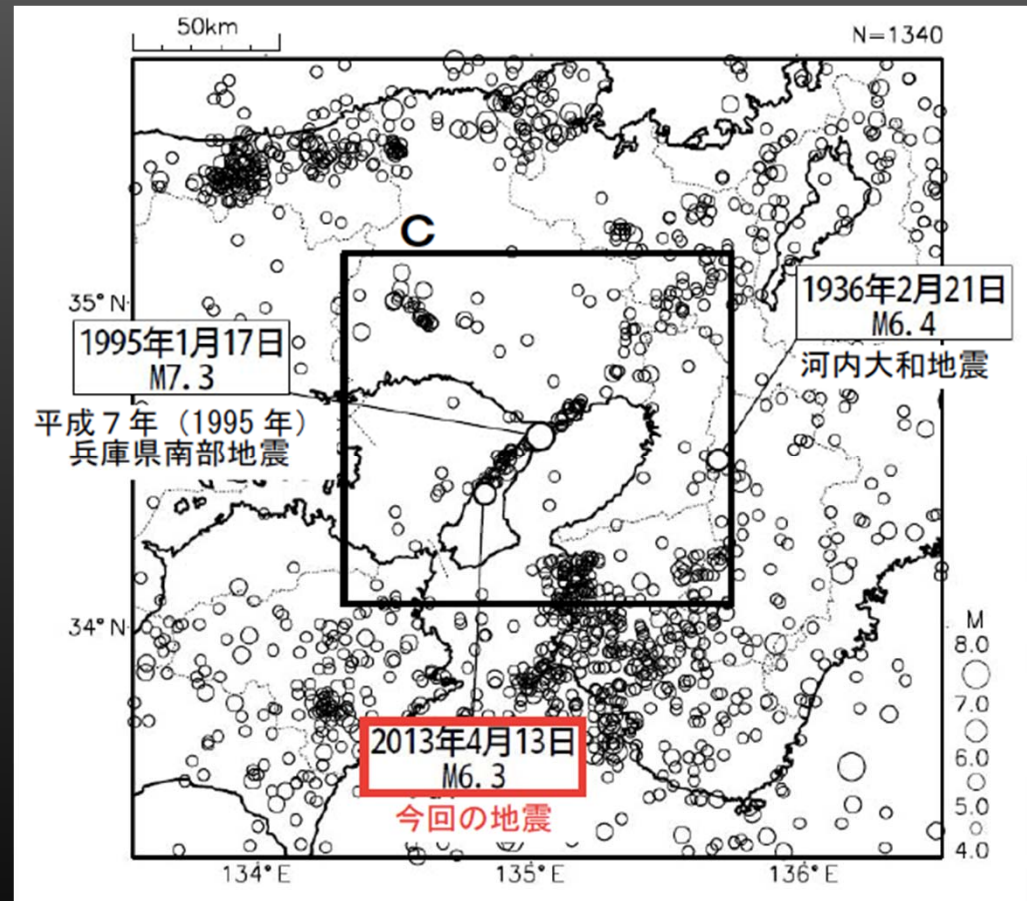 50km
N=1340
C
35°N
1936年2月21日
M6.4
河内大和地震
1995年1月17日
M7.3
平成7年（1995年）
兵庫県南部地震
34°N
M
8.0
7.0
6.0
5.0
4.0
2013年4月13日
M6.3
今回の地震
134°E
135°E
136°E